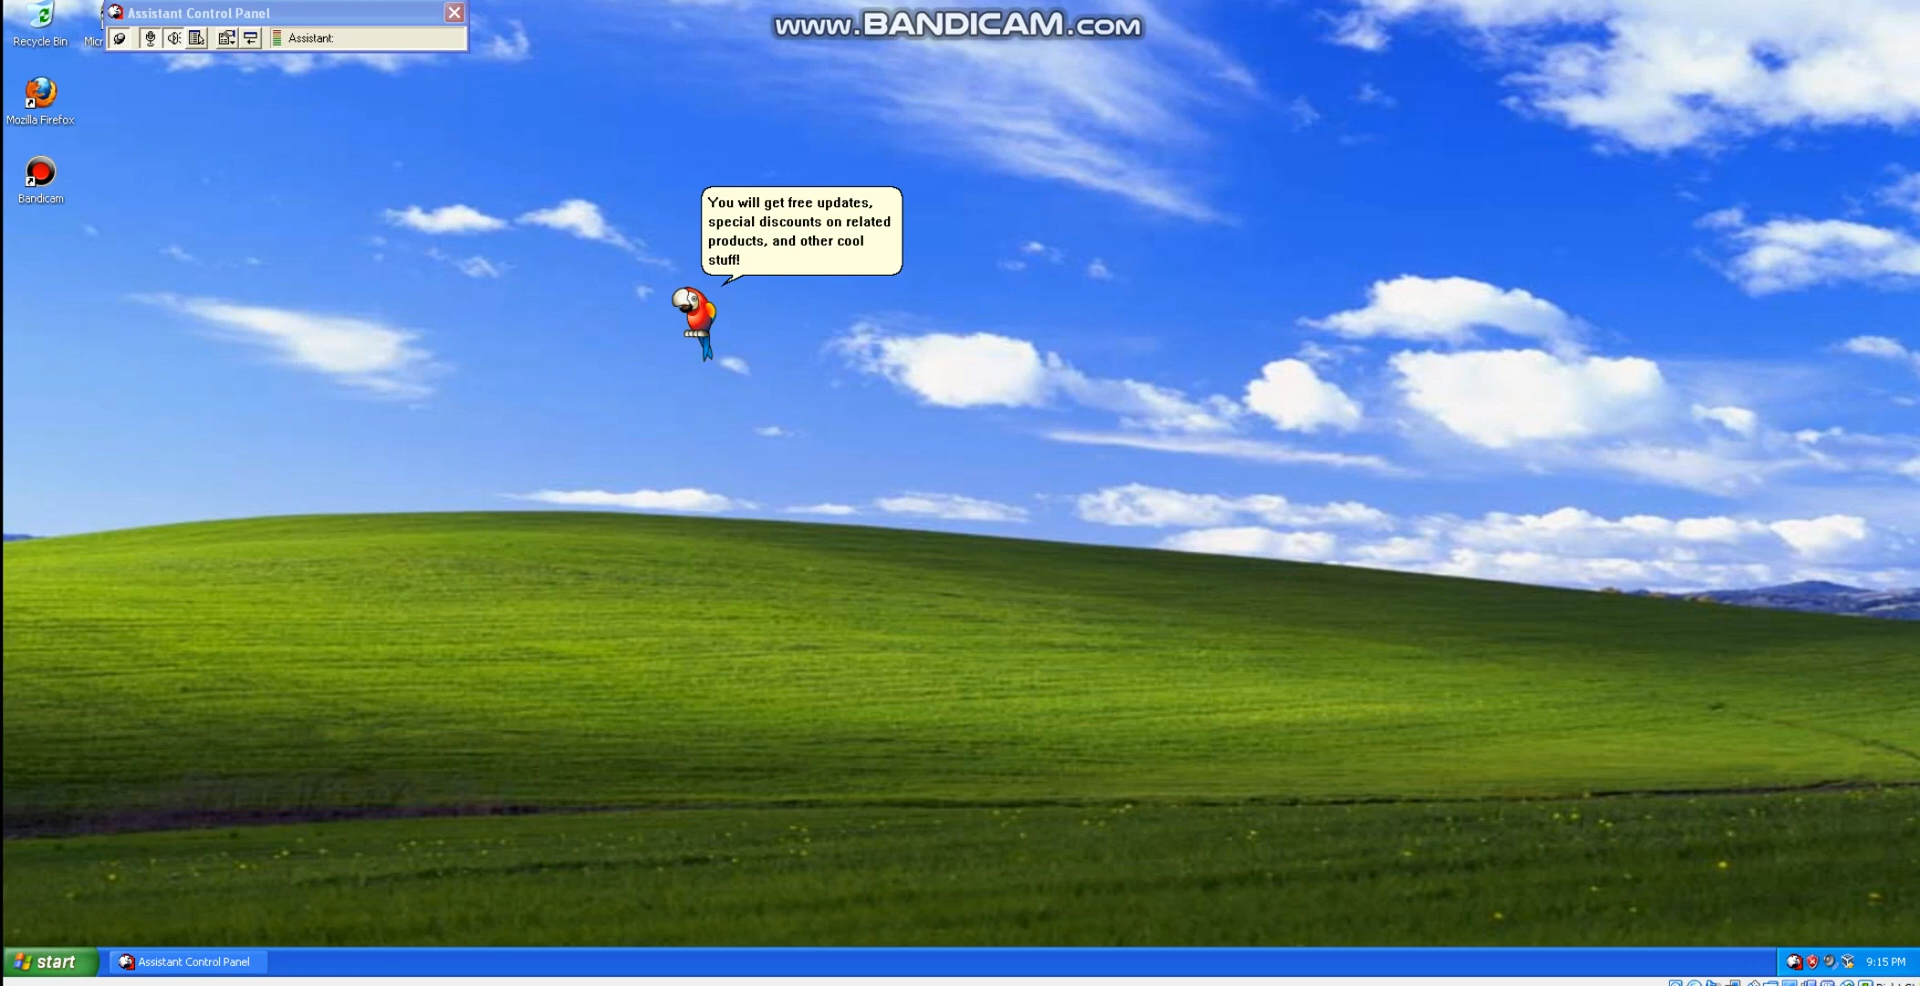 Assistant Control Panel
www.BANDICAM.com
Recycle Bin
Micr
Assistant:
Mozilla Firefox
Bandicam
You will get free updates,
special discounts on related
products, and other cool
stuff!
start
Assistant Control Panel
9:15 PM